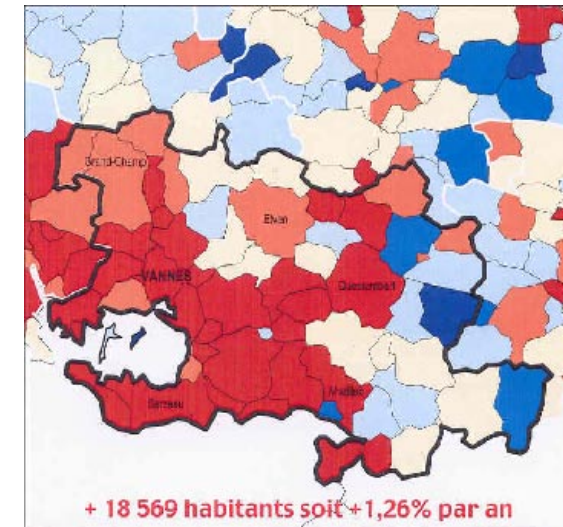 Grand-Champ
Elven
VANNES
Questembert
Sarzeau
Muzillac
+ 18 569 habitants soit +1,26% par an